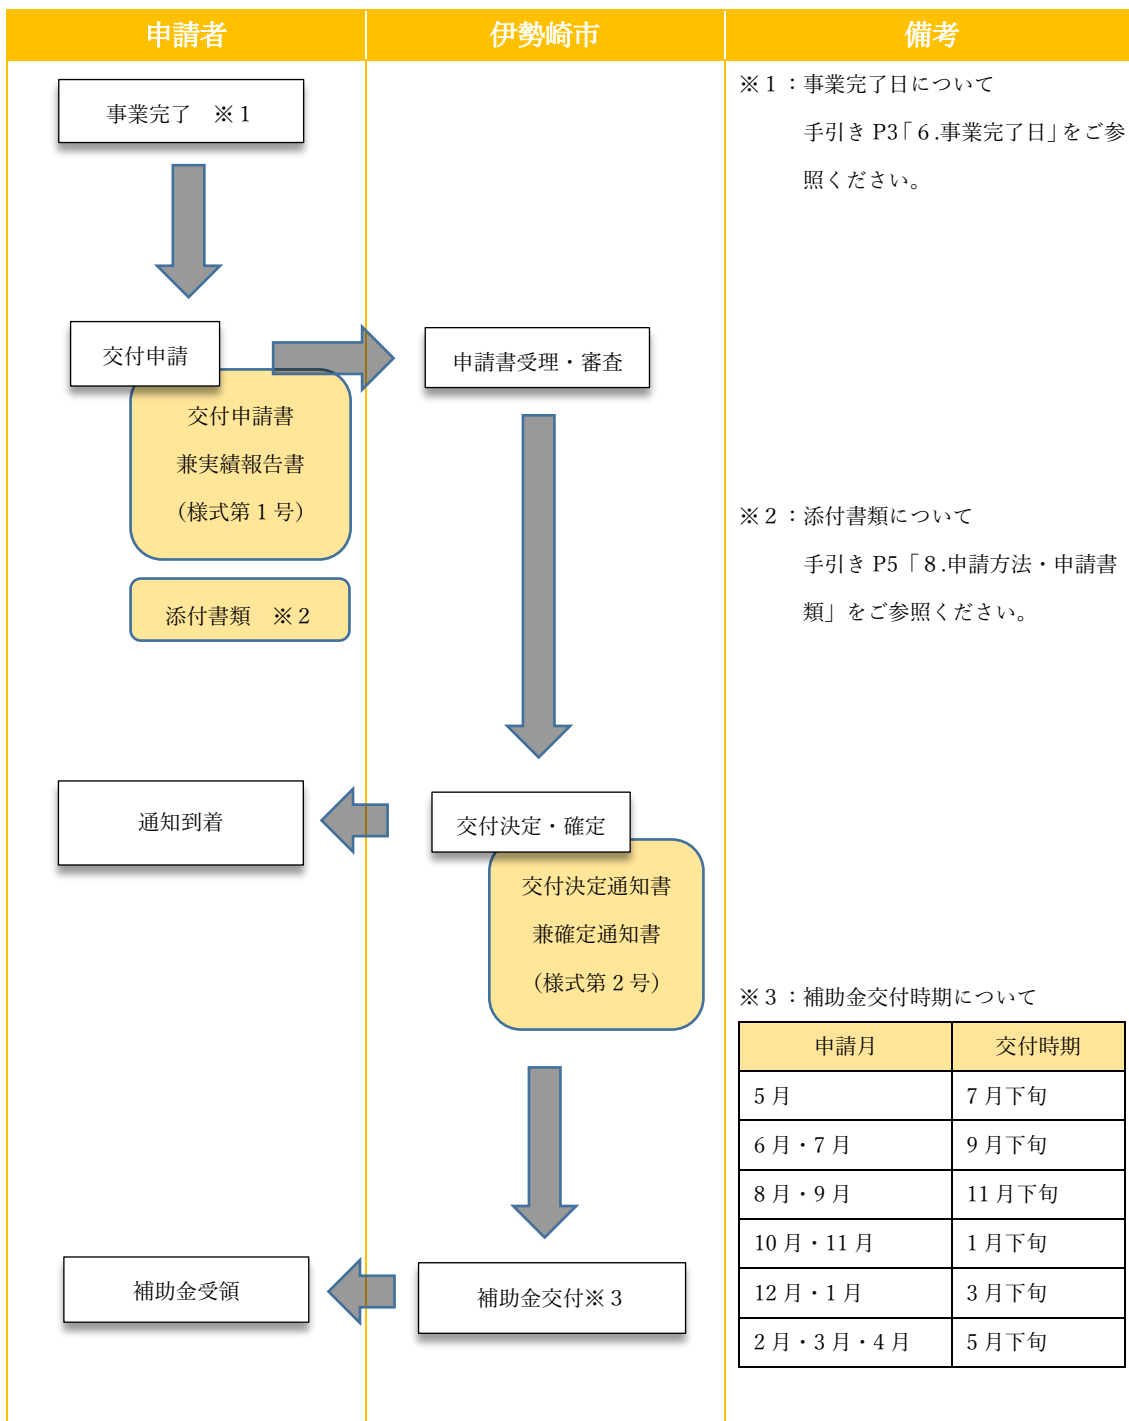 申請者
伊勢崎市
備考
事業完了　※１
※１：事業完了日について
手引き P3「６.事業完了日」をご参
照ください。
交付申請
申請書受理・審査
交付申請書
兼実績報告書
（様式第１号）
添付書類　※２
※２：添付書類について
手引き P5「８.申請方法・申請書
類」をご参照ください。
通知到着
交付決定・確定
交付決定通知書
兼確定通知書
（様式第２号）
※３：補助金交付時期について
申請月　交付時期
5 月　7 月下旬
6 月・7 月　9 月下旬
8 月・9 月　11 月下旬
10 月・11 月　1 月下旬
12 月・1 月　3 月下旬
2 月・3 月・4 月　5 月下旬
補助金受領
補助金交付※３